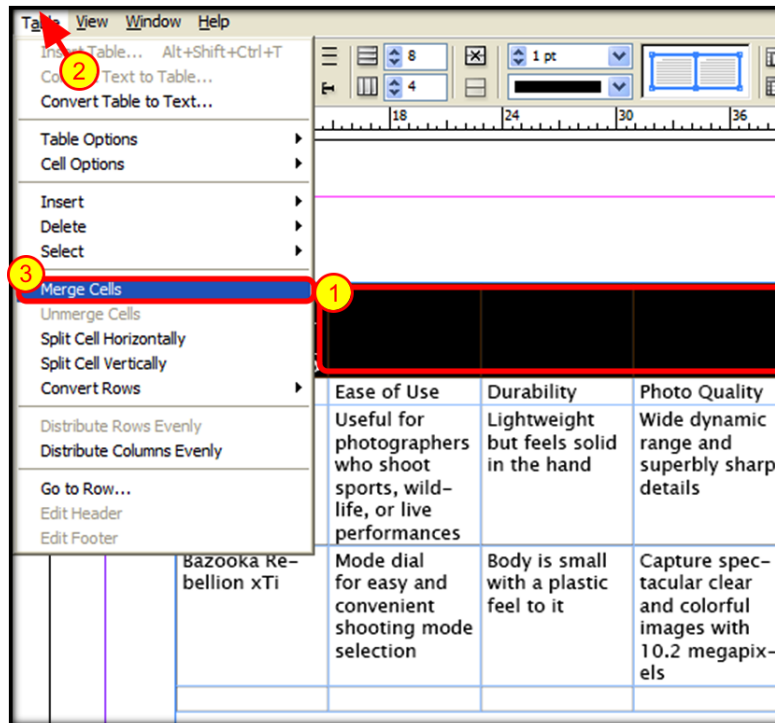 Table View Window Help
Insert Table... Alt+Shift+Ctrl+T
2
Text to Table...
Convert Table to Text...
Table Options
Cell Options
Insert
Delete
Select
3
Merge Cells
1
Unmerge Cells
Split Cell Horizontally
Split Cell Vertically
Convert Rows
Distribute Rows Evenly
Distribute Columns Evenly
Go to Row...
Edit Header
Edit Footer
8
1 pt
4
18 24 30 36
Ease of Use Durability Photo Quality
Useful for
photographers
who shoot
sports, wild-
life, or live
performances
Lightweight
but feels solid
in the hand
Wide dynamic
range and
superbly sharp
details
Bazooka Re-
bellion xTi
Mode dial
for easy and
convenient
shooting mode
selection
Body is small
with a plastic
feel to it
Capture spec-
tacular clear
and colorful
images with
10.2 megapix-
els